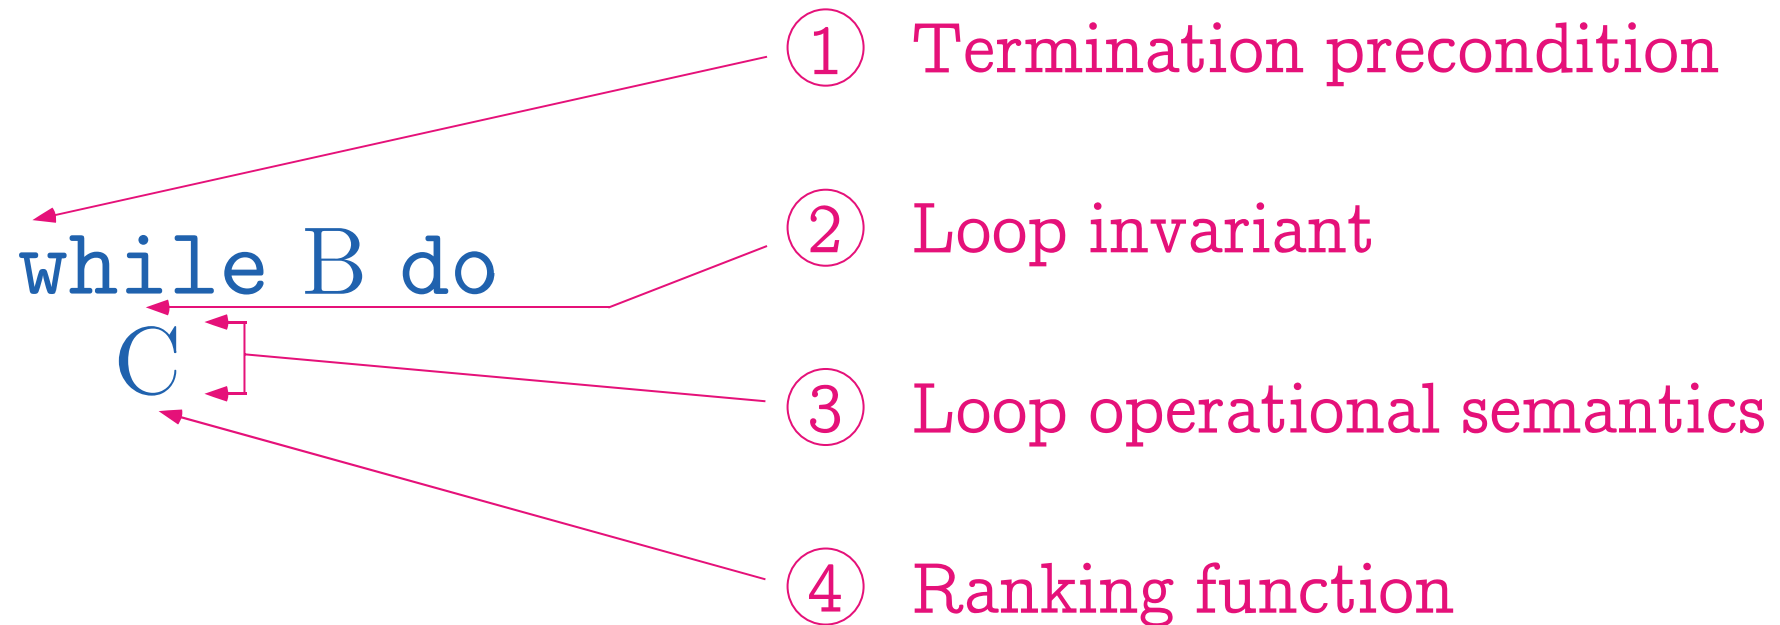 ① Termination precondition
② Loop invariant
while B do
C
③ Loop operational semantics
④ Ranking function